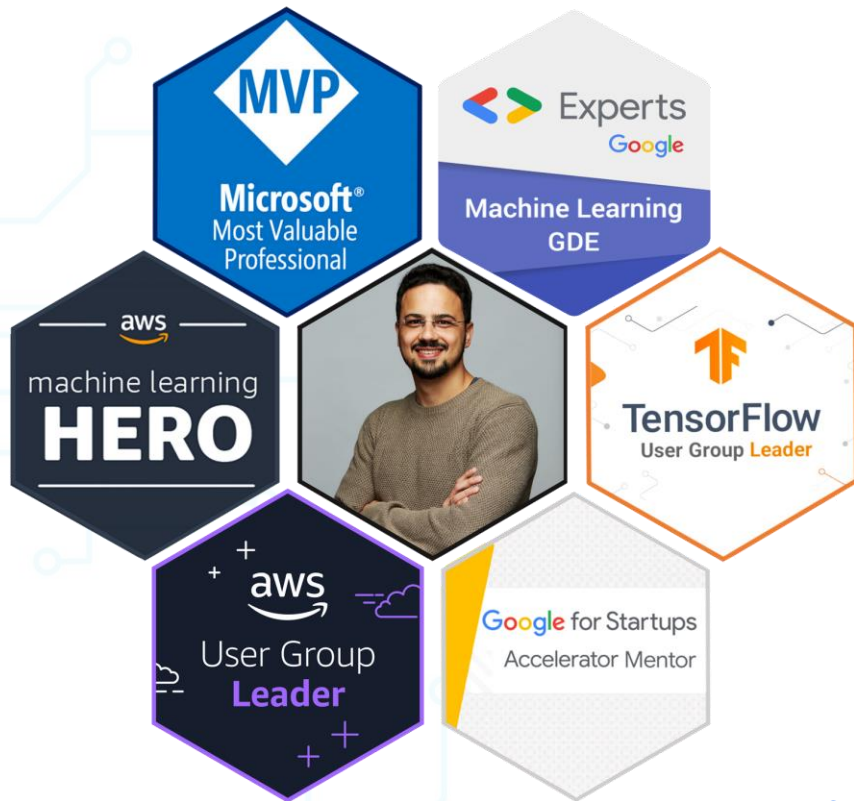 MVP
Microsoft®
Most Valuable
Professional
Experts
Google
Machine Learning
GDE
aws
machine learning
HERO
TensorFlow
User Group Leader
aws
User Group
Leader
Google for Startups
Accelerator Mentor